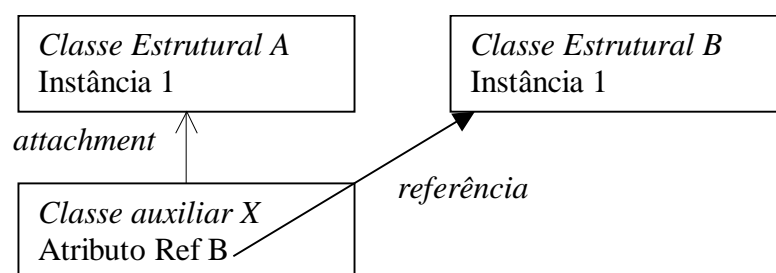 Classe Estrutural A
Instância 1
Classe Estrutural B
Instância 1
attachment
referência
Classe auxiliar X
Atributo Ref B